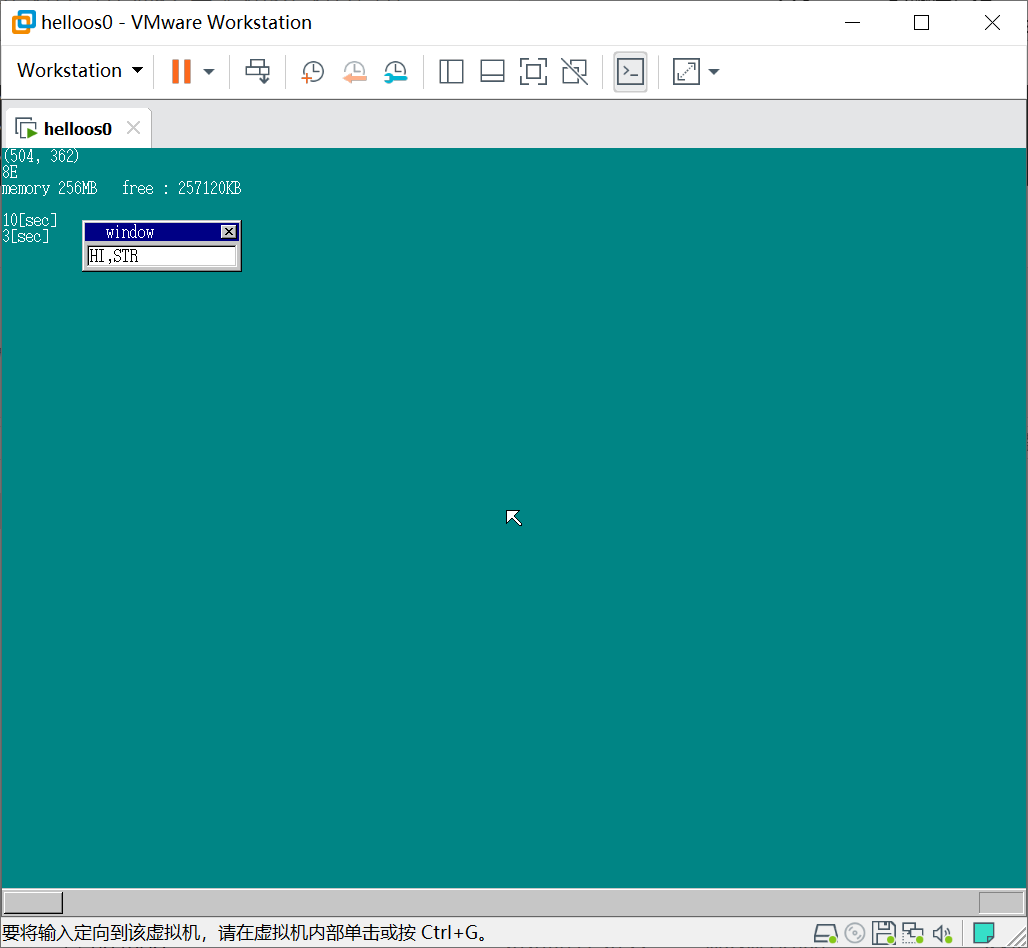 helloos0 - VMware Workstation
Workstation
helloos0
(504, 362)
8E
memory 256MB   free : 257120KB
10[sec]
3[sec]
window
HI,STR
要将输入定向到该虚拟机，请在虚拟机内部单击或按 Ctrl+G。